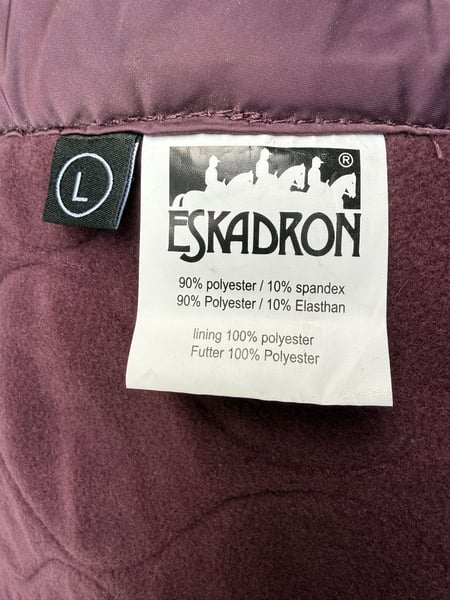 L
ESKADRON®
90% polyester / 10% spandex
90% Polyester / 10% Elasthan
lining 100% polyester
Futter 100% Polyester